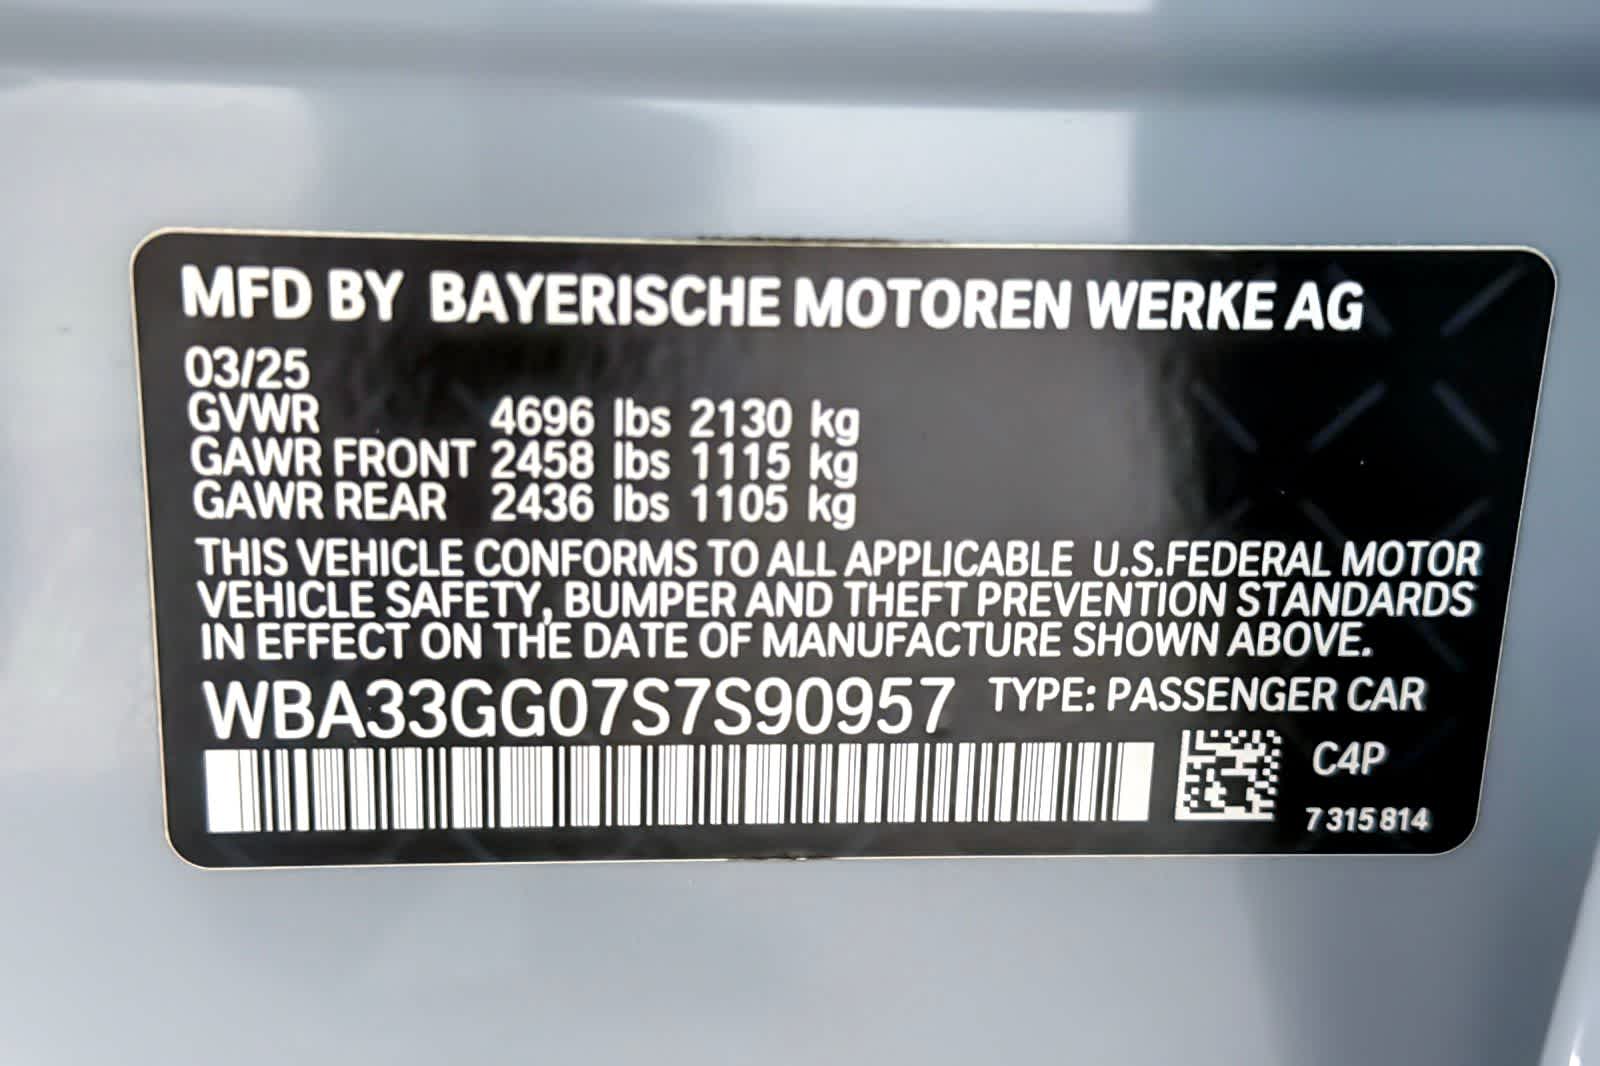 MFD BY BAYERISCHE MOTOREN WERKE AG
03/25
GVWR 4696 lbs 2130 kg
GAWR FRONT 2458 lbs 1115 kg
GAWR REAR 2436 lbs 1105 kg
THIS VEHICLE CONFORMS TO ALL APPLICABLE U.S.FEDERAL MOTOR
VEHICLE SAFETY, BUMPER AND THEFT PREVENTION STANDARDS
IN EFFECT ON THE DATE OF MANUFACTURE SHOWN ABOVE.
WBA33GG07S7S90957 TYPE: PASSENGER CAR
C4P
7 315 814